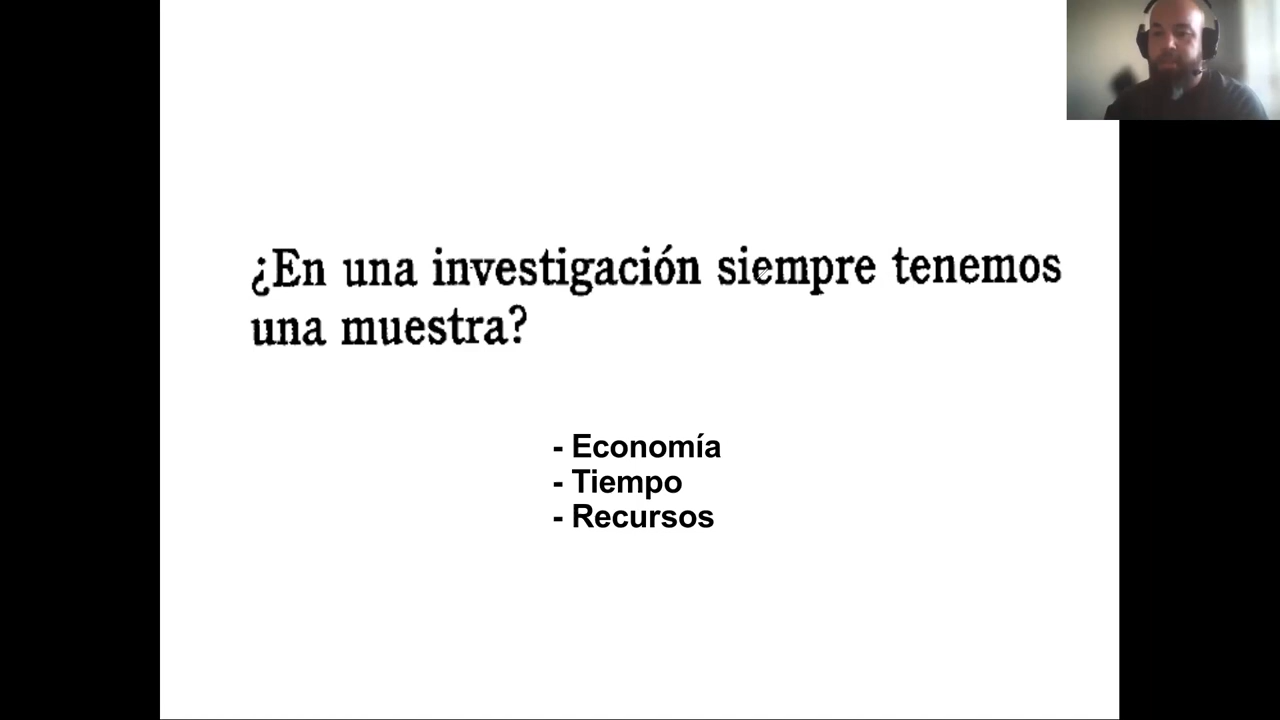 ¿En una investigación siempre tenemos
una muestra?
- Economía
- Tiempo
- Recursos